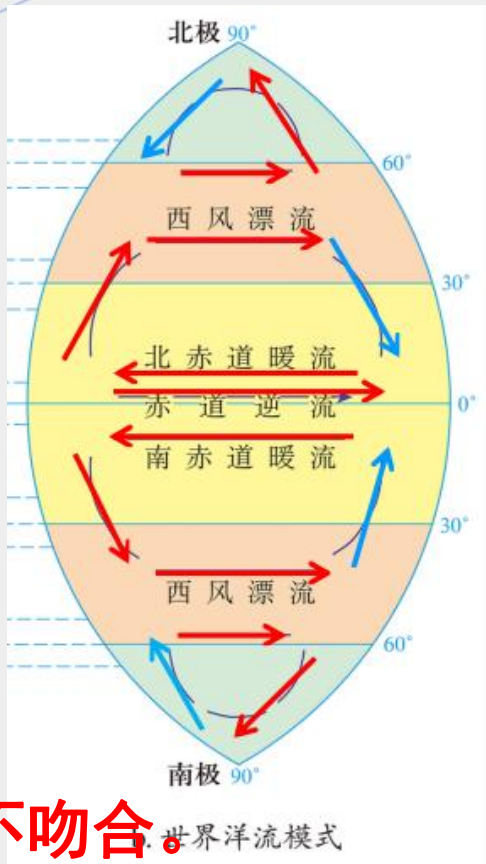 北极 90°
60°
西风漂流
30°
北赤道暖流
赤道逆流
0°
南赤道暖流
30°
西风漂流
60°
南极 90°
不吻合。
世界洋流模式